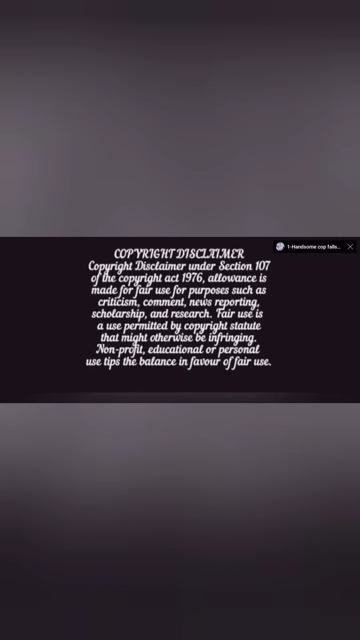 1-Handsome cop falls...
COPYRIGHT DISCLAIMER
Copyright Disclaimer under Section 107
of the copyright act 1976, allowance is
made for fair use for purposes such as
criticism, comment, news reporting,
scholarship, and research. Fair use is
a use permitted by copyright statute
that might otherwise be infringing.
Non-profit, educational or personal
use tips the balance in favour of fair use.